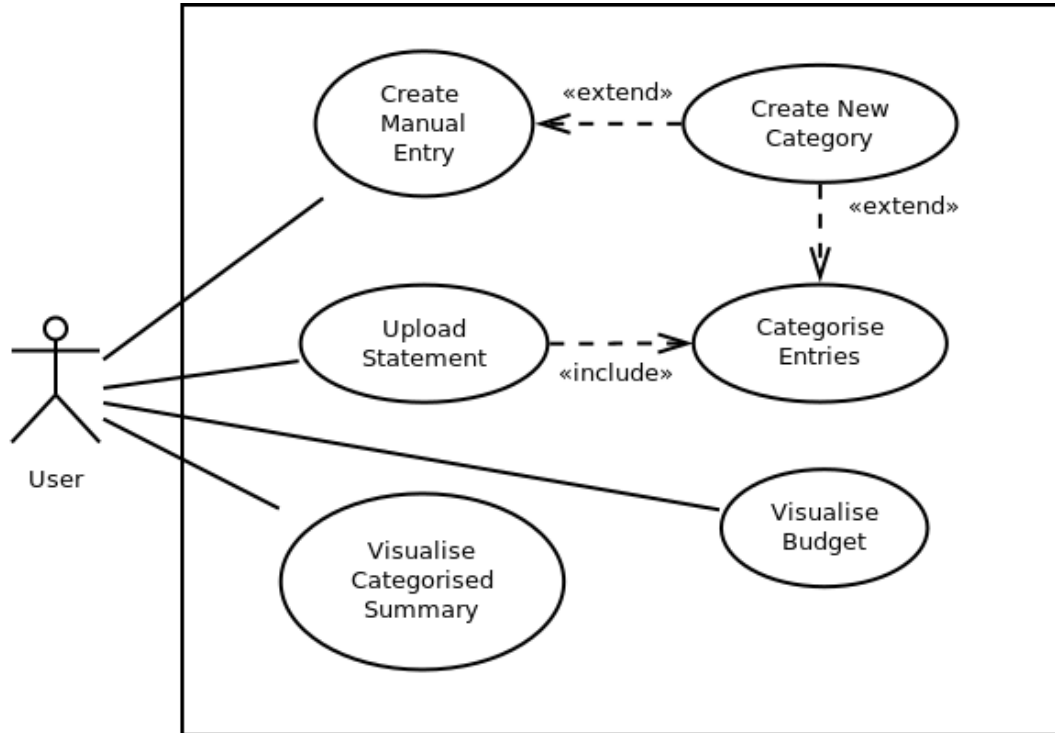 Create
Manual
Entry
«extend»
Create New
Category
«extend»
Upload
Statement
«include»
Categorise
Entries
User
Visualise
Categorised
Summary
Visualise
Budget